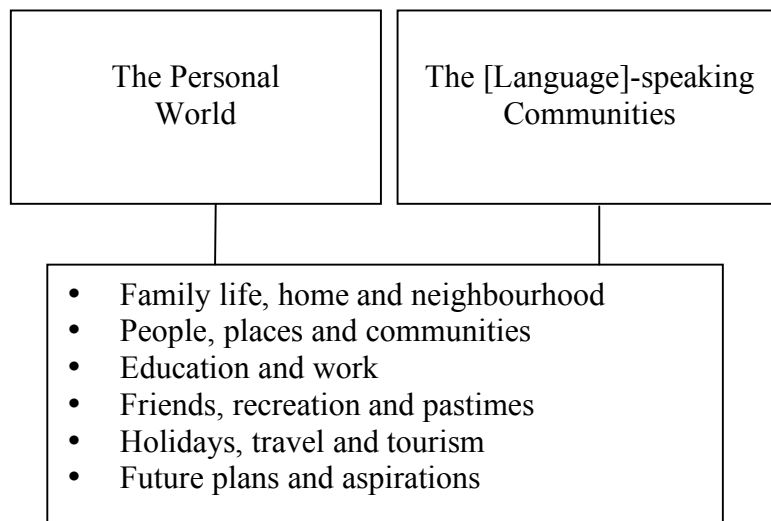 The Personal
World
The [Language]-speaking
Communities
• Family life, home and neighbourhood
• People, places and communities
• Education and work
• Friends, recreation and pastimes
• Holidays, travel and tourism
• Future plans and aspirations